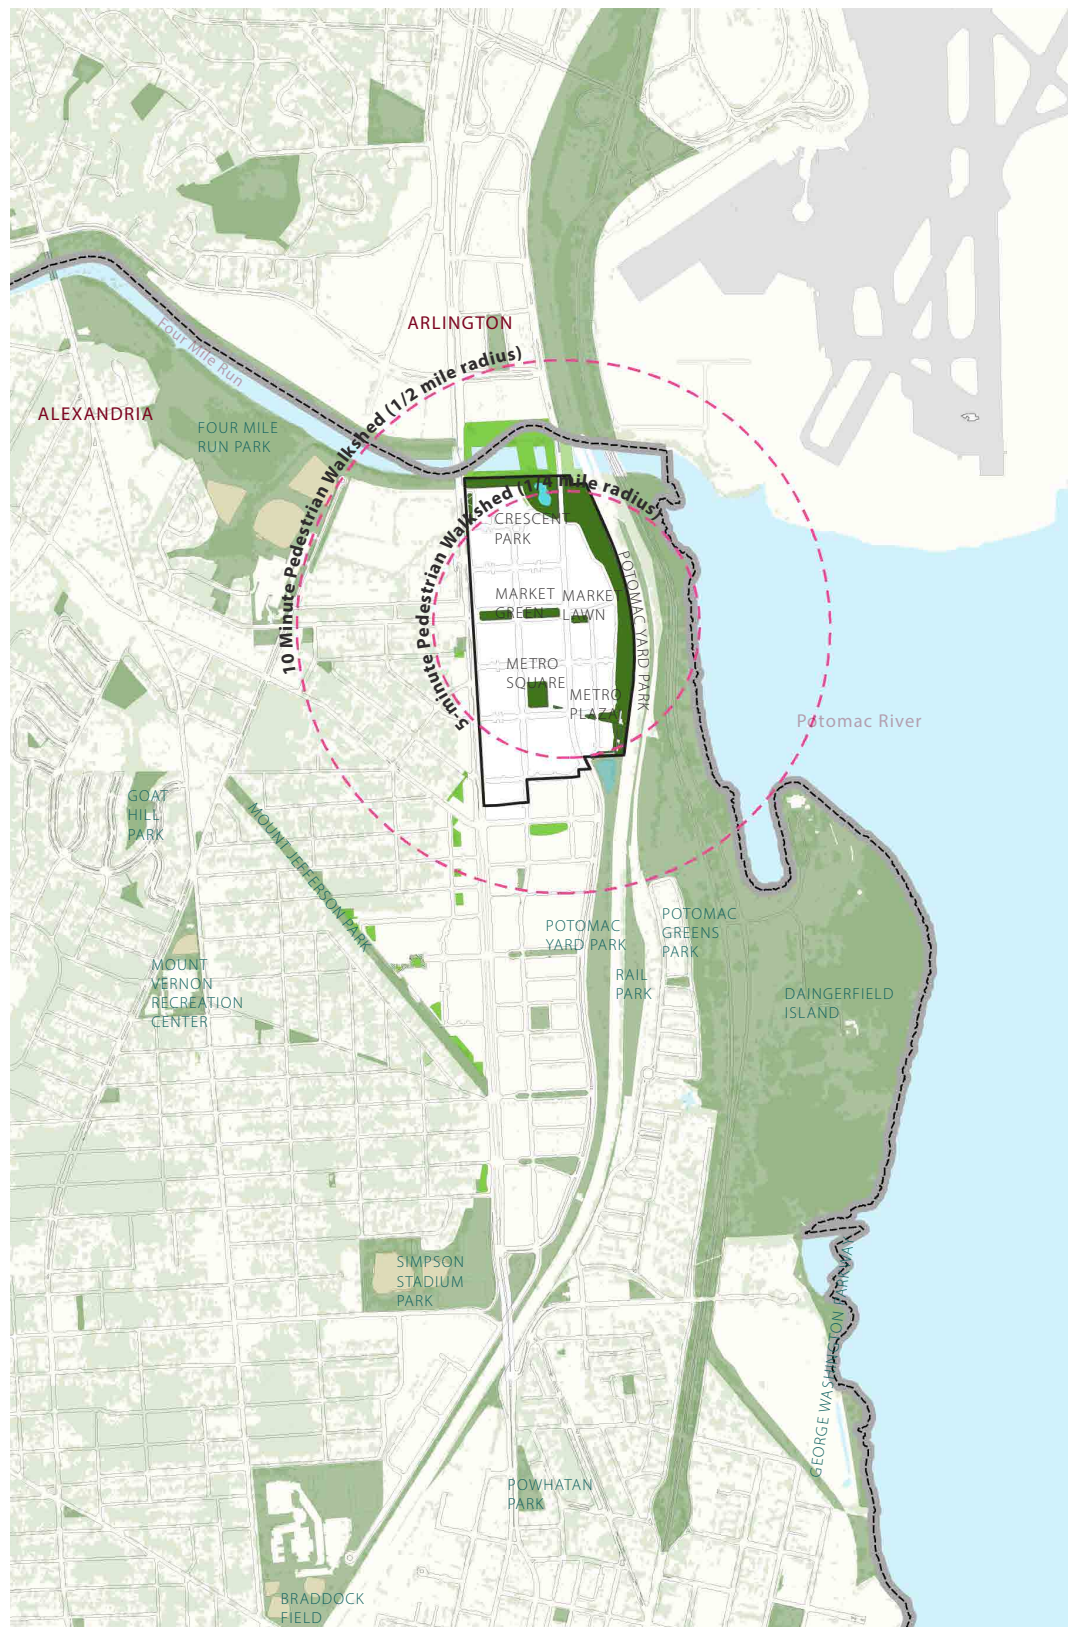 ARLINGTON
10 Minute Pedestrian Walkshed (1/2 mile radius)
Four Mile Run
ALEXANDRIA
FOUR MILE
RUN PARK
5-minute Pedestrian Walkshed (1/4 mile radius)
CRESCENT
PARK
POTOMAC YARD PARK
MARKET
GREEN
MARKET
LAWN
METRO
SQUARE
METRO
PLAZA
Potomac River
GOAT
HILL
PARK
MOUNT JEFFERSON PARK
POTOMAC
YARD PARK
POTOMAC
GREENS
PARK
RAIL
PARK
MOUNT
VERNON
RECREATION
CENTER
DAINGERFIELD
ISLAND
SIMPSON
STADIUM
PARK
GEORGE WASHINGTON PARKWAY
POWHATAN
PARK
BRADDOCK
FIELD